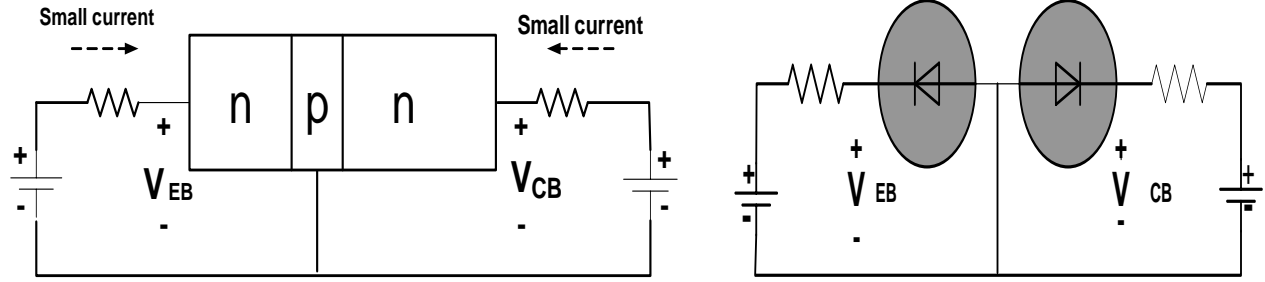 Small current
Small current
n p n
+ + + +
V EB V CB
- - - -
+ + + +
V EB V CB
- - - -